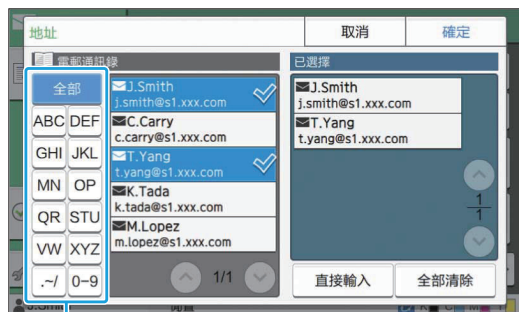 地址
取消
確定
電郵通訊錄
已選擇
全部
ABC DEF
GHI JKL
MN OP
QR STU
VW XYZ
.~/ 0-9
J.Smith
j.smith@s1.xxx.com
C.Carry
c.carry@s1.xxx.com
T.Yang
t.yang@s1.xxx.com
K.Tada
k.tada@s1.xxx.com
M.Lopez
m.lopez@s1.xxx.com
1/1
J.Smith
j.smith@s1.xxx.com
T.Yang
t.yang@s1.xxx.com
1
1
直接輸入
全部清除